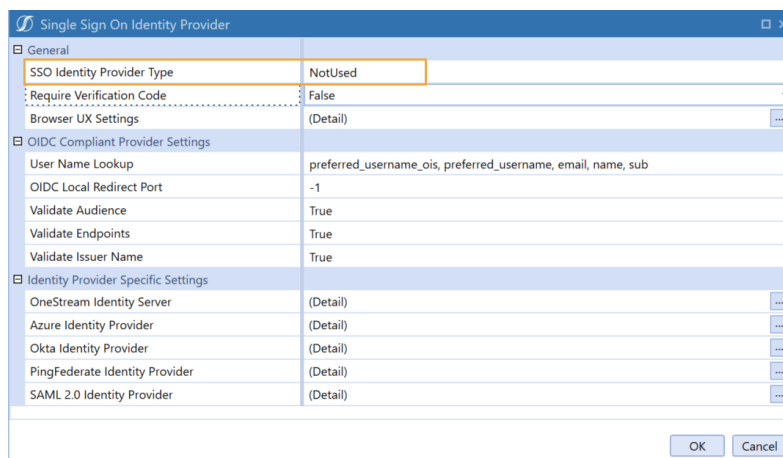 Single Sign On Identity Provider
General
SSO Identity Provider Type NotUsed
Require Verification Code False
Browser UX Settings (Detail) ...
OIDC Compliant Provider Settings
User Name Lookup preferred_username_ois, preferred_username, email, name, sub
OIDC Local Redirect Port -1
Validate Audience True
Validate Endpoints True
Validate Issuer Name True
Identity Provider Specific Settings
OneStream Identity Server (Detail) ...
Azure Identity Provider (Detail) ...
Okta Identity Provider (Detail) ...
PingFederate Identity Provider (Detail) ...
SAML 2.0 Identity Provider (Detail) ...
OK Cancel